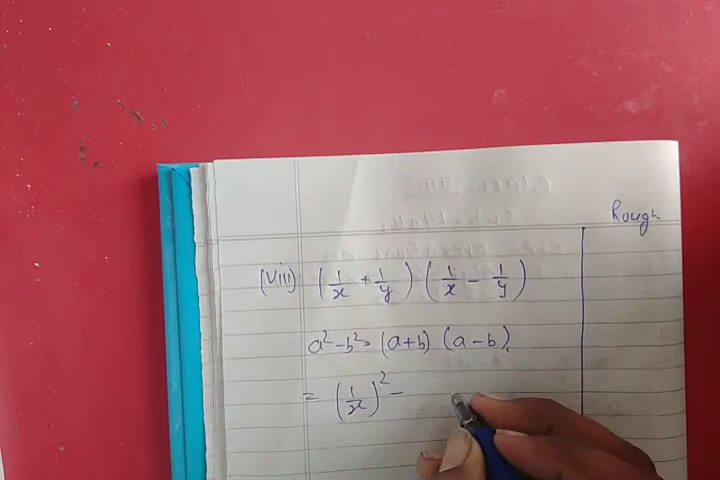 Rough
(viii) (1/x + 1/y) (1/x - 1/y)
a² - b² = (a+b) (a-b).
= (1/x)² -